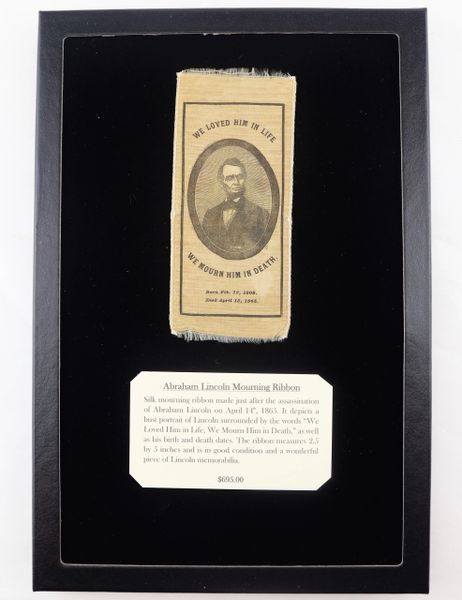 WE LOVED HIM IN LIFE
WE MOURN HIM IN DEATH.
Born Feb. 12, 1809.
Died April 15, 1865.
Abraham Lincoln Mourning Ribbon
Silk mourning ribbon made just after the assassination
of Abraham Lincoln on April 14th, 1865. It depicts a
bust portrait of Lincoln surrounded by the words "We
Loved Him in Life, We Mourn Him in Death," as well
as his birth and death dates. The ribbon measures 2.5
by 5 inches and is in good condition and a wonderful
piece of Lincoln memorabilia.
$695.00